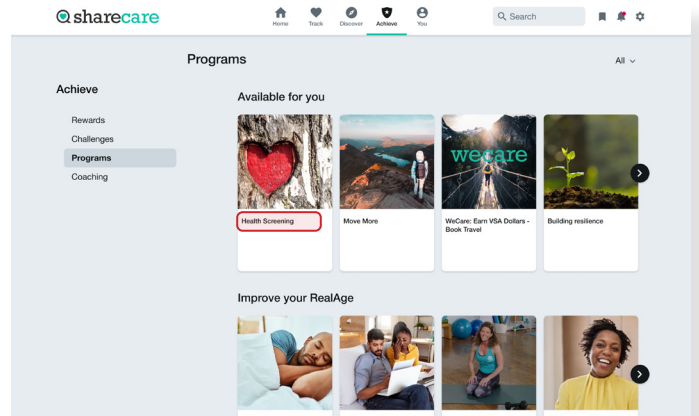 sharecare
Home Track Discover Achieve You
Search
Programs
All
Achieve
Rewards
Challenges
Programs
Coaching
Available for you
wecare
Health Screening
Move More
WeCare: Earn VSA Dollars -
Book Travel
Building resilience
Improve your RealAge